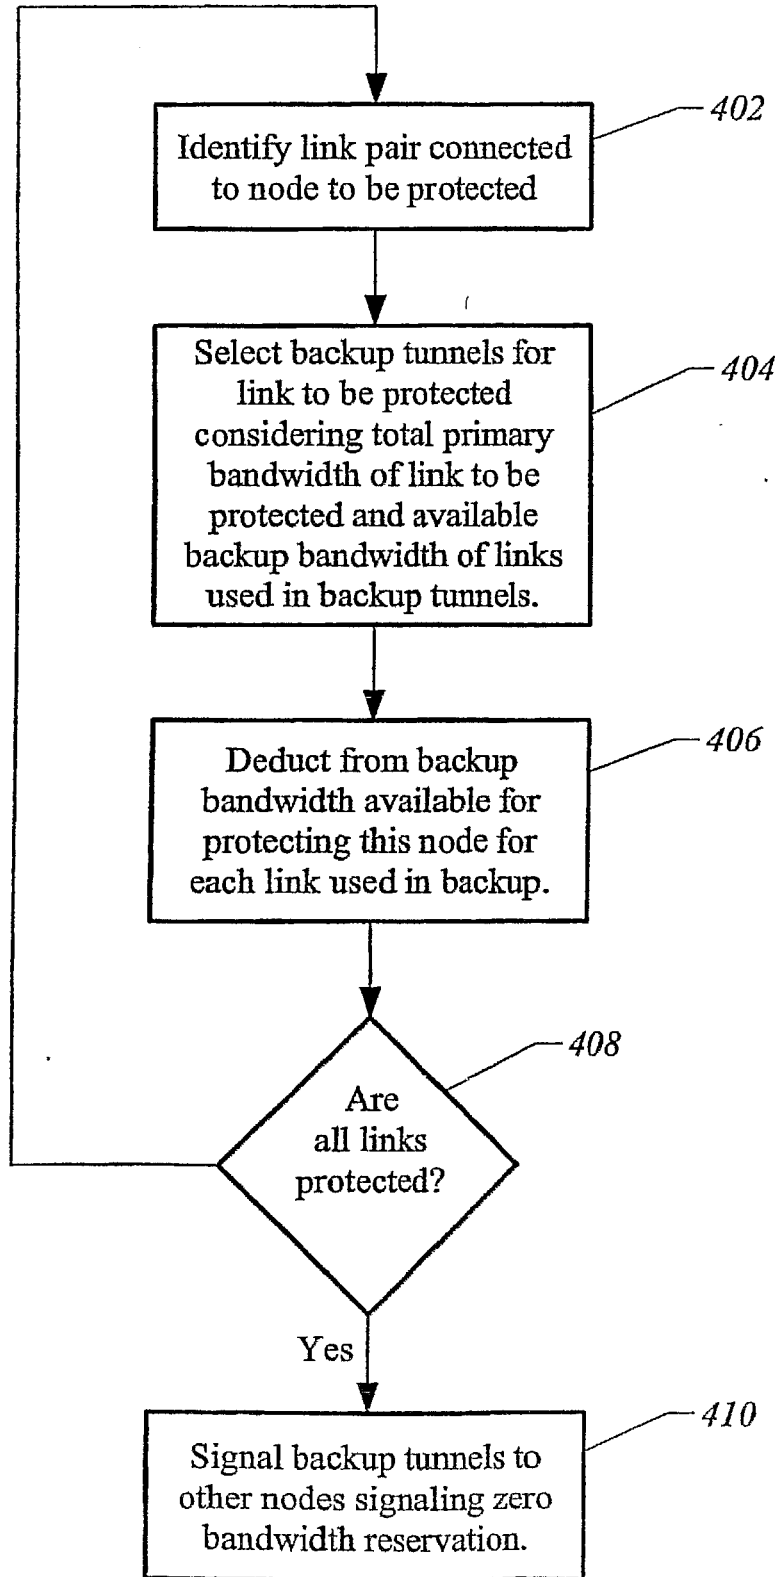 402
Identify link pair connected
to node to be protected
404
Select backup tunnels for
link to be protected
considering total primary
bandwidth of link to be
protected and available
backup bandwidth of links
used in backup tunnels.
406
Deduct from backup
bandwidth available for
protecting this node for
each link used in backup.
408
Are
all links
protected?
Yes
410
Signal backup tunnels to
other nodes signaling zero
bandwidth reservation.